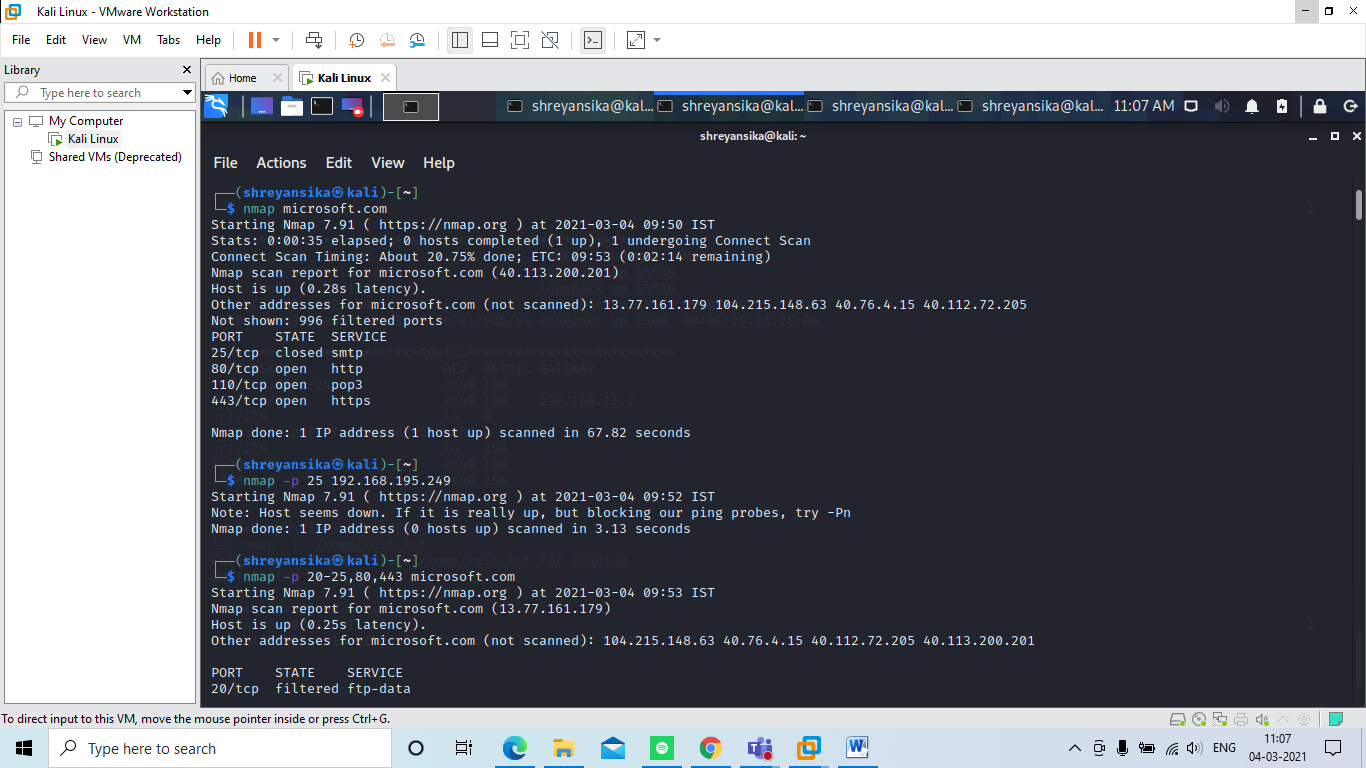 Kali Linux - VMware Workstation
File Edit View VM Tabs Help
Library
Type here to search
My Computer
Kali Linux
Shared VMs (Deprecated)
Home
Kali Linux
shreyansika@kal... shreyansika@kal... shreyansika@kal... shreyansika@kal... 11:07 AM
shreyansika@kali: ~
File Actions Edit View Help
┌──(shreyansika㉿kali)-[~]
└─$ nmap microsoft.com
Starting Nmap 7.91 ( https://nmap.org ) at 2021-03-04 09:50 IST
Stats: 0:00:35 elapsed; 0 hosts completed (1 up), 1 undergoing Connect Scan
Connect Scan Timing: About 20.75% done; ETC: 09:53 (0:02:14 remaining)
Nmap scan report for microsoft.com (40.113.200.201)
Host is up (0.28s latency).
Other addresses for microsoft.com (not scanned): 13.77.161.179 104.215.148.63 40.76.4.15 40.112.72.205
Not shown: 996 filtered ports
PORT    STATE  SERVICE
25/tcp  closed smtp
80/tcp  open   http
110/tcp open   pop3
443/tcp open   https
Nmap done: 1 IP address (1 host up) scanned in 67.82 seconds
┌──(shreyansika㉿kali)-[~]
└─$ nmap -p 25 192.168.195.249
Starting Nmap 7.91 ( https://nmap.org ) at 2021-03-04 09:52 IST
Note: Host seems down. If it is really up, but blocking our ping probes, try -Pn
Nmap done: 1 IP address (0 hosts up) scanned in 3.13 seconds
┌──(shreyansika㉿kali)-[~]
└─$ nmap -p 20-25,80,443 microsoft.com
Starting Nmap 7.91 ( https://nmap.org ) at 2021-03-04 09:53 IST
Nmap scan report for microsoft.com (13.77.161.179)
Host is up (0.25s latency).
Other addresses for microsoft.com (not scanned): 104.215.148.63 40.76.4.15 40.112.72.205 40.113.200.201
PORT    STATE    SERVICE
20/tcp  filtered ftp-data
To direct input to this VM, move the mouse pointer inside or press Ctrl+G.
Type here to search
ENG
11:07
04-03-2021